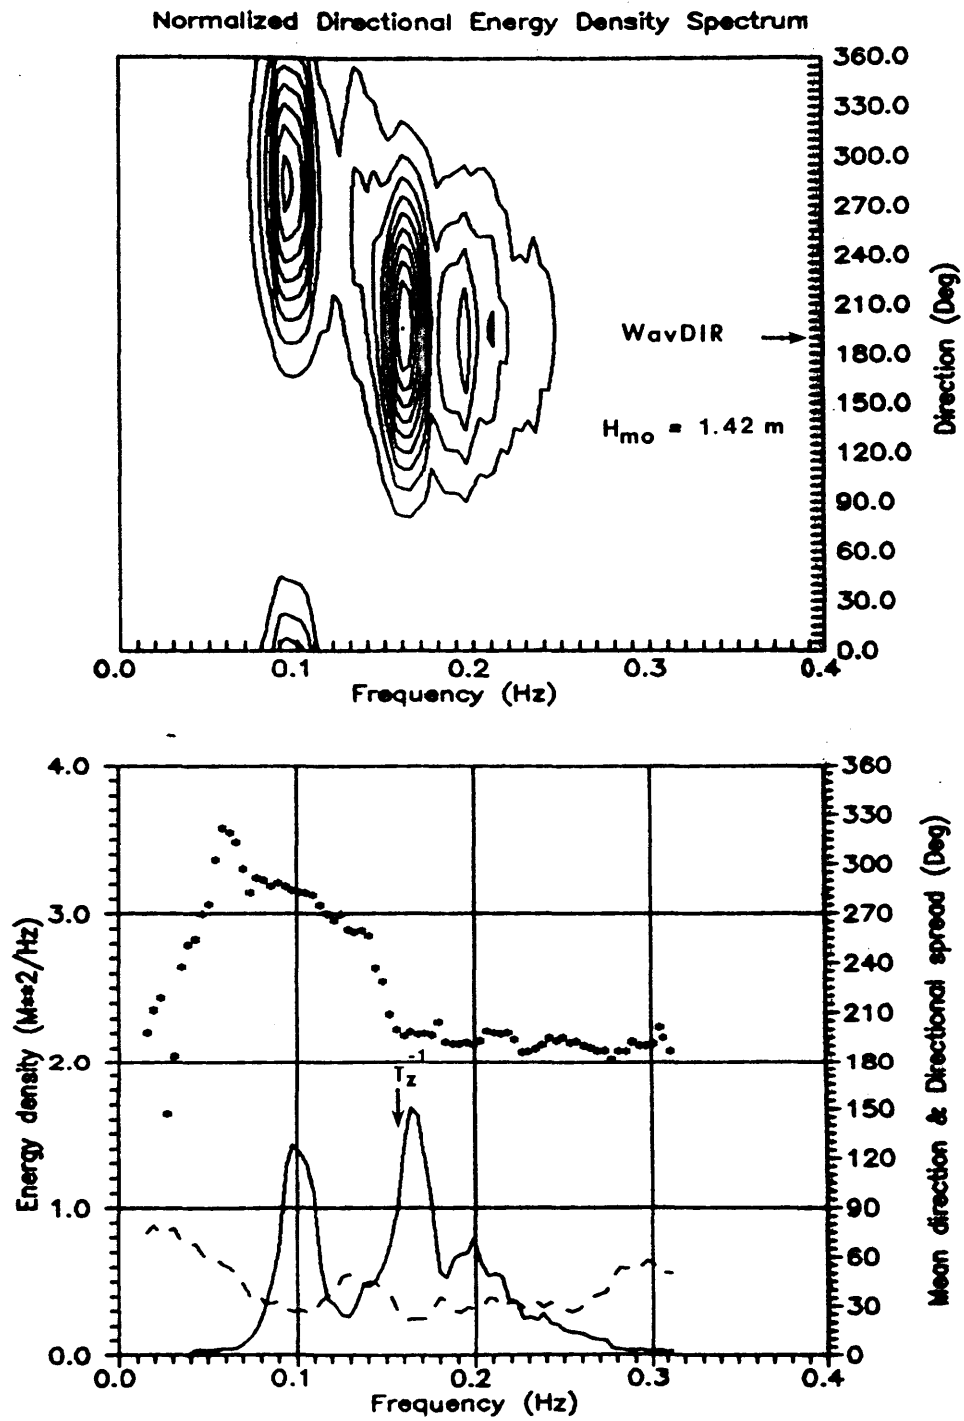 Normalized Directional Energy Density Spectrum
360.0
330.0
300.0
270.0
240.0
210.0
180.0
150.0
120.0
90.0
60.0
30.0
0.0
Direction (Deg)
WavDIR
Hmo = 1.42 m
0.0 0.1 0.2 0.3 0.4
Frequency (Hz)
4.0
3.0
2.0
1.0
0.0
Energy density (M**2/Hz)
Tz-1
360
330
300
270
240
210
180
150
120
90
60
30
0
Mean direction & Directional spread (Deg)
0.0 0.1 0.2 0.3 0.4
Frequency (Hz)